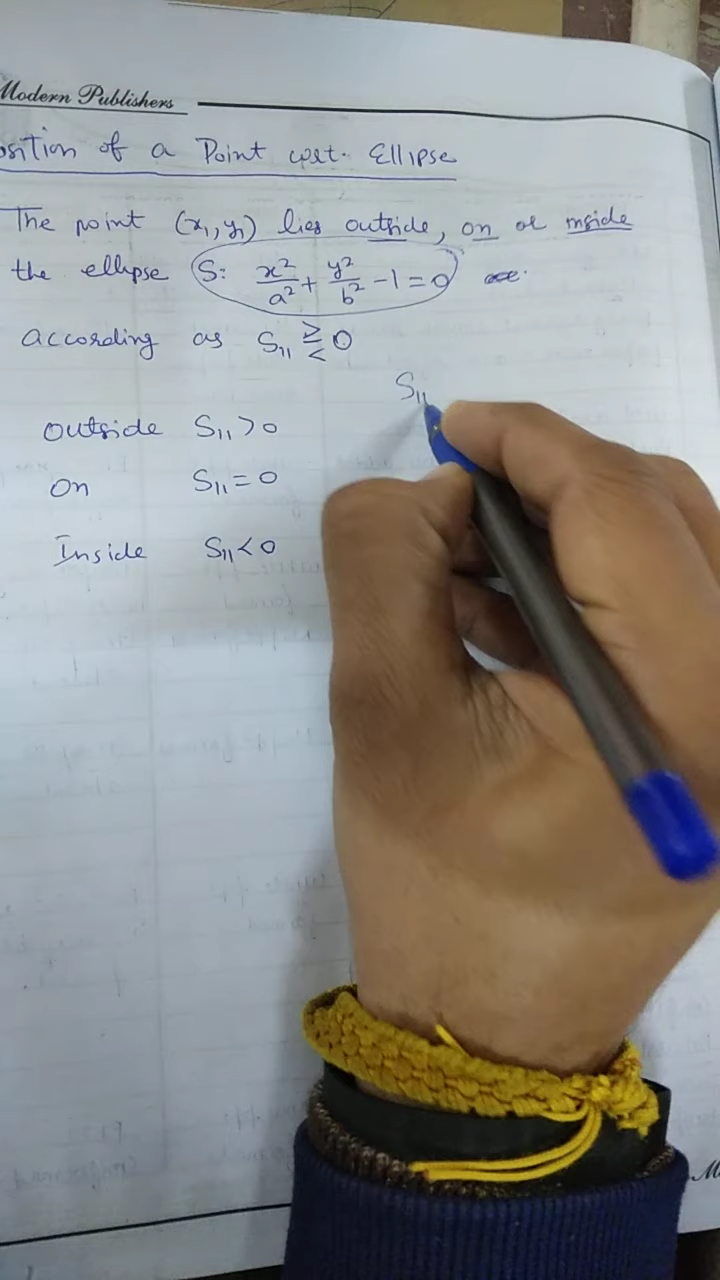 Modern Publishers
osition of a Point wrt. Ellipse
The point (x₁,y₁) lies outside, on or inside
the ellipse S: x²/a² + y²/b² - 1 = 0
according as S₁₁ ⋛ 0
S₁₁
outside S₁₁ > 0
on S₁₁ = 0
Inside S₁₁ < 0